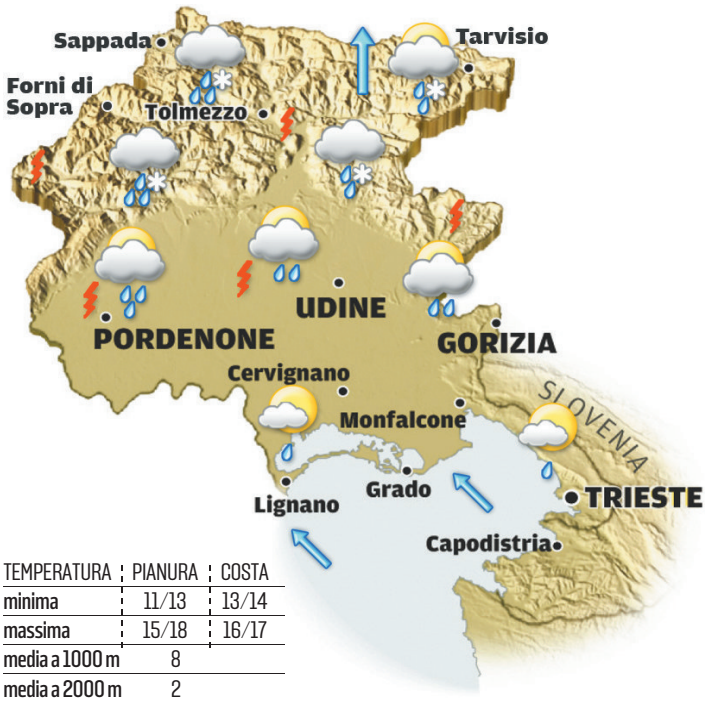 Sappada
Tarvisio
Forni di
Sopra
Tolmezzo
UDINE
PORDENONE
GORIZIA
Cervignano
SLOVENIA
Monfalcone
Grado
TRIESTE
Lignano
Capodistria
TEMPERATURA PIANURA COSTA
minima 11/13 13/14
massima 15/18 16/17
media a 1000 m 8
media a 2000 m 2